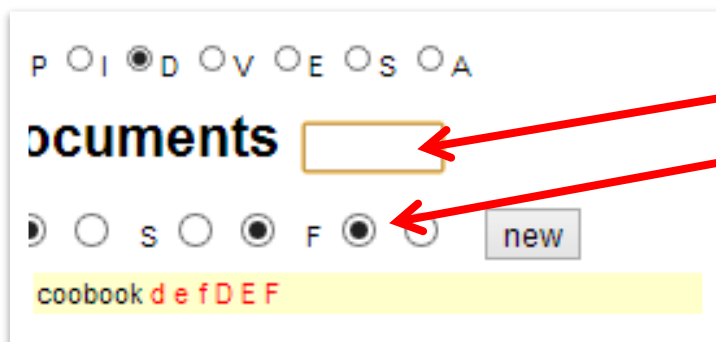 P I D V E S A
ocuments
S F new
coobook d e f D E F